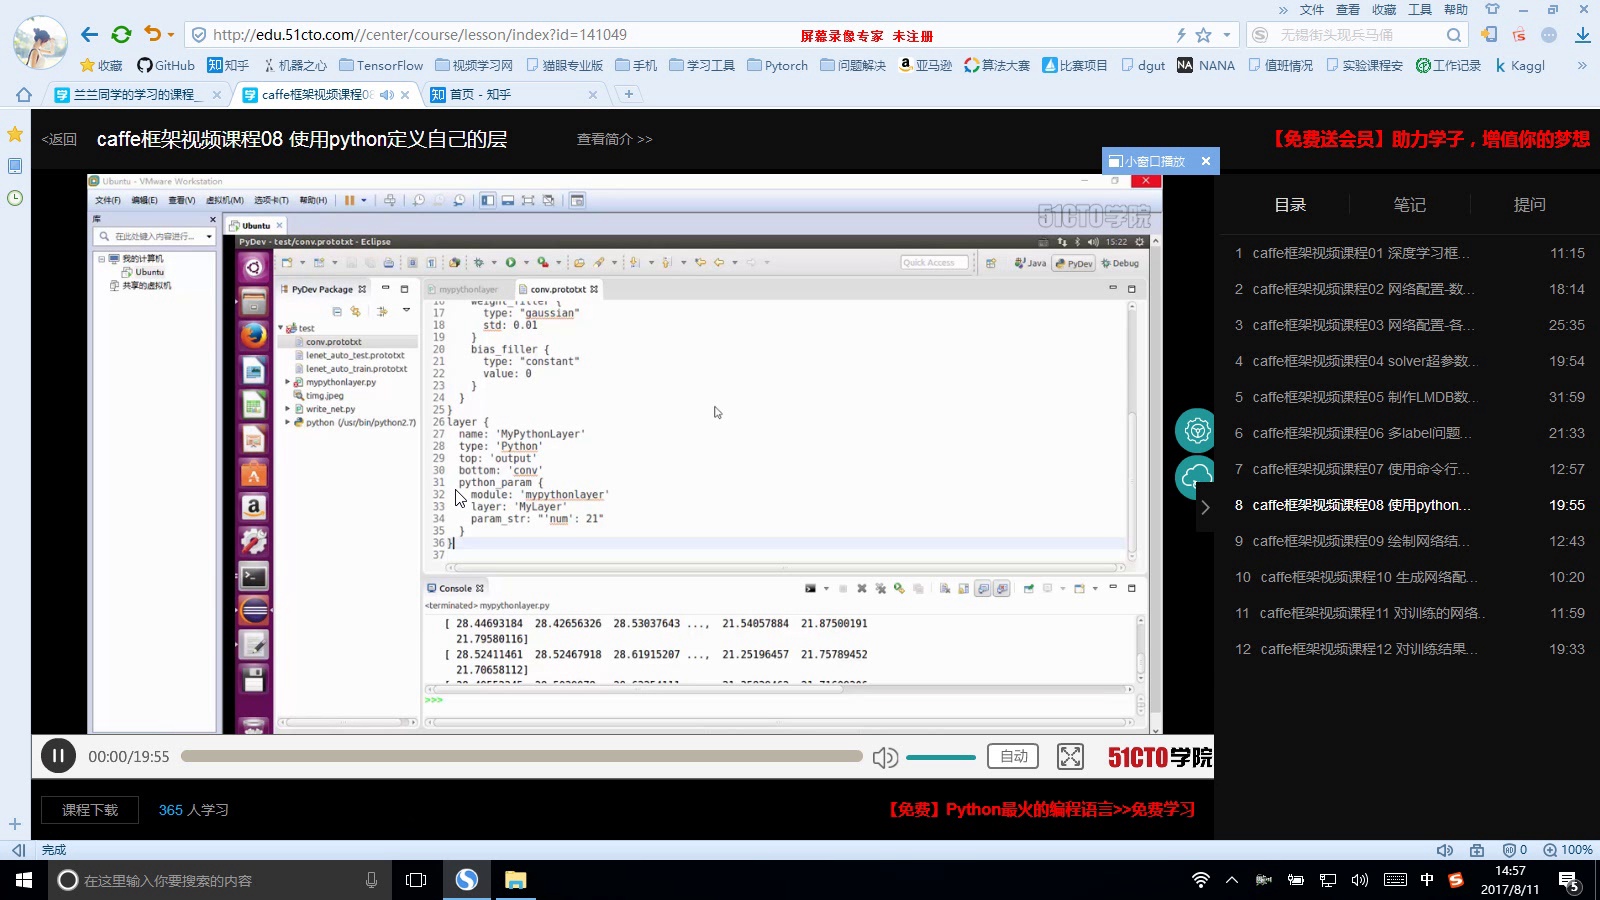 » 文件 查看 收藏 工具 帮助
http://edu.51cto.com//center/course/lesson/index?id=141049
屏幕录像专家 未注册
无锡街头现兵马俑
收藏 GitHub 知乎 机器之心 TensorFlow 视频学习网 猫眼专业版 手机 学习工具 Pytorch 问题解决 亚马逊 算法大赛 比赛项目 dgut NANA 值班情况 实验课程安 工作记录 Kaggl »
兰兰同学的学习的课程_
caffe框架视频课程08
首页 - 知乎
<返回
caffe框架视频课程08 使用python定义自己的层
查看简介 >>
【免费送会员】助力学子，增值你的梦想
小窗口播放
Ubuntu - VMware Workstation
文件(F) 编辑(E) 查看(V) 虚拟机(M) 选项卡(T) 帮助(H)
51CTO学院
库
在此处键入内容进行...
我的计算机
Ubuntu
共享的虚拟机
Ubuntu
PyDev - test/conv.prototxt - Eclipse
15:22
Quick Access
Java PyDev Debug
PyDev Package
test
conv.prototxt
lenet_auto_test.prototxt
lenet_auto_train.prototxt
mypythonlayer.py
timg.jpeg
write_net.py
python (/usr/bin/python2.7)
mypythonlayer
conv.prototxt
16 weight_filler {
17 type: "gaussian"
18 std: 0.01
19 }
20 bias_filler {
21 type: "constant"
22 value: 0
23 }
24 }
25 }
26 layer {
27 name: 'MyPythonLayer'
28 type: 'Python'
29 top: 'output'
30 bottom: 'conv'
31 python_param {
32 module: 'mypythonlayer'
33 layer: 'MyLayer'
34 param_str: "'num': 21"
35 }
36 }
37
Console
<terminated> mypythonlayer.py
[ 28.44693184 28.42656326 28.53037643 ..., 21.54057884 21.87500191
21.79580116]
[ 28.52411461 28.52467918 28.61915207 ..., 21.25196457 21.75789452
21.70658112]
>>>
目录 笔记 提问
1 caffe框架视频课程01 深度学习框... 11:15
2 caffe框架视频课程02 网络配置-数... 18:14
3 caffe框架视频课程03 网络配置-各... 25:35
4 caffe框架视频课程04 solver超参数... 19:54
5 caffe框架视频课程05 制作LMDB数... 31:59
6 caffe框架视频课程06 多label问题... 21:33
7 caffe框架视频课程07 使用命令行... 12:57
8 caffe框架视频课程08 使用python... 19:55
9 caffe框架视频课程09 绘制网络结... 12:43
10 caffe框架视频课程10 生成网络配... 10:20
11 caffe框架视频课程11 对训练的网络.. 11:59
12 caffe框架视频课程12 对训练结果... 19:33
00:00/19:55
自动
51CTO学院
课程下载
365 人学习
【免费】Python最火的编程语言>>免费学习
完成
0
100%
在这里输入你要搜索的内容
中
14:57
2017/8/11
5